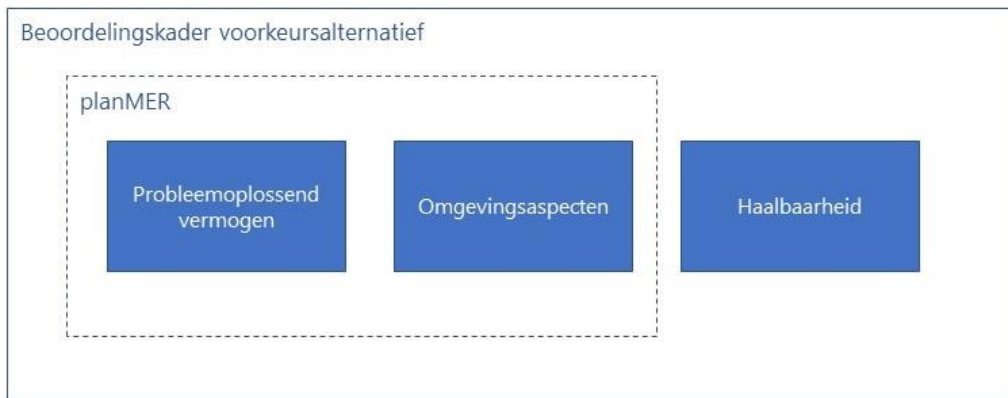 Beoordelingskader voorkeursalternatief
planMER
Probleemoplossend
vermogen
Omgevingsaspecten
Haalbaarheid